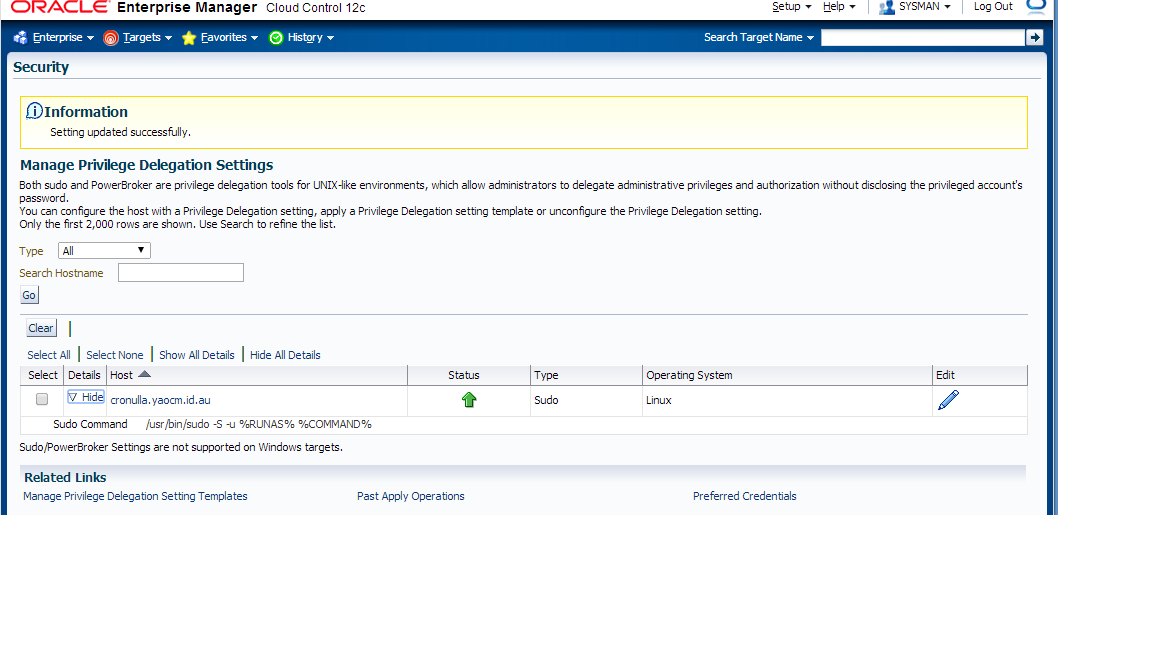 ORACLE Enterprise Manager Cloud Control 12c Setup Help SYSMAN Log Out
Enterprise Targets Favorites History Search Target Name
Security
Information
Setting updated successfully.
Manage Privilege Delegation Settings
Both sudo and PowerBroker are privilege delegation tools for UNIX-like environments, which allow administrators to delegate administrative privileges and authorization without disclosing the privileged account's
password.
You can configure the host with a Privilege Delegation setting, apply a Privilege Delegation setting template or unconfigure the Privilege Delegation setting.
Only the first 2,000 rows are shown. Use Search to refine the list.
Type All
Search Hostname
Go
Clear
Select All Select None Show All Details Hide All Details
Select Details Host Status Type Operating System Edit
Hide cronulla.yaocm.id.au Sudo Linux
Sudo Command /usr/bin/sudo -S -u %RUNAS% %COMMAND%
Sudo/PowerBroker Settings are not supported on Windows targets.
Related Links
Manage Privilege Delegation Setting Templates Past Apply Operations Preferred Credentials